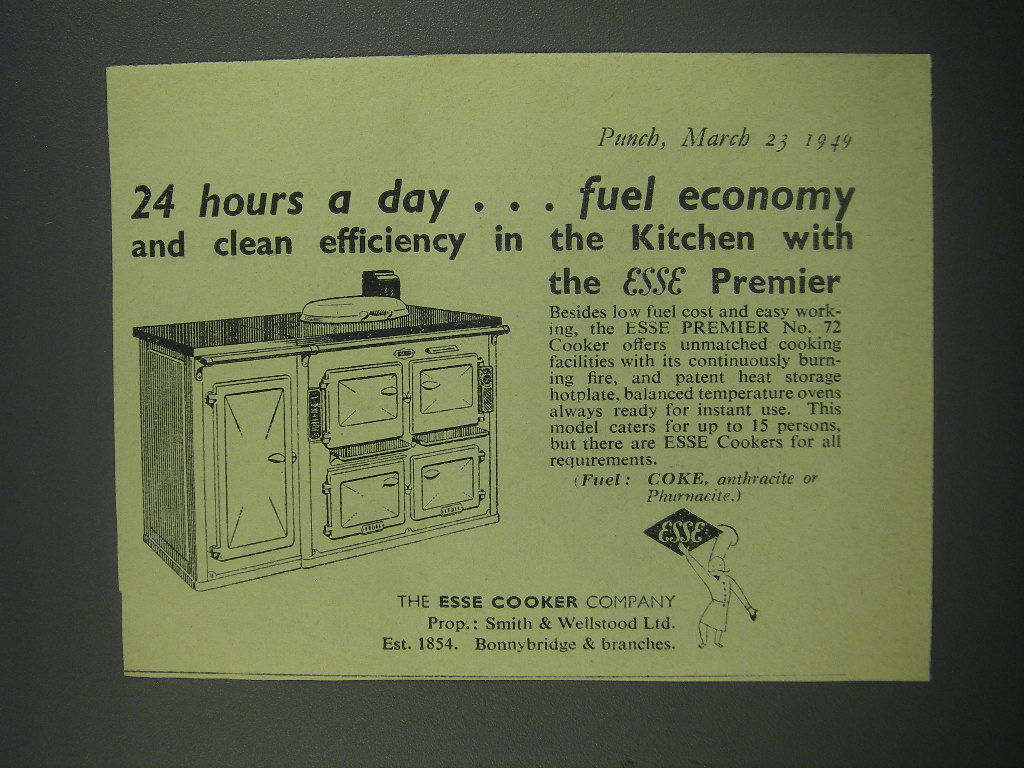 Punch, March 23 1949
24 hours a day . . . fuel economy
and clean efficiency in the Kitchen with
the ESSE Premier
Besides low fuel cost and easy work-
ing, the ESSE PREMIER No. 72
Cooker offers unmatched cooking
facilities with its continuously burn-
ing fire, and patent heat storage
hotplate, balanced temperature ovens
always ready for instant use. This
model caters for up to 15 persons,
but there are ESSE Cookers for all
requirements.
(Fuel: COKE, anthracite or
Phurnacite.)
ESSE
THE ESSE COOKER COMPANY
Prop.: Smith & Wellstood Ltd.
Est. 1854. Bonnybridge & branches.